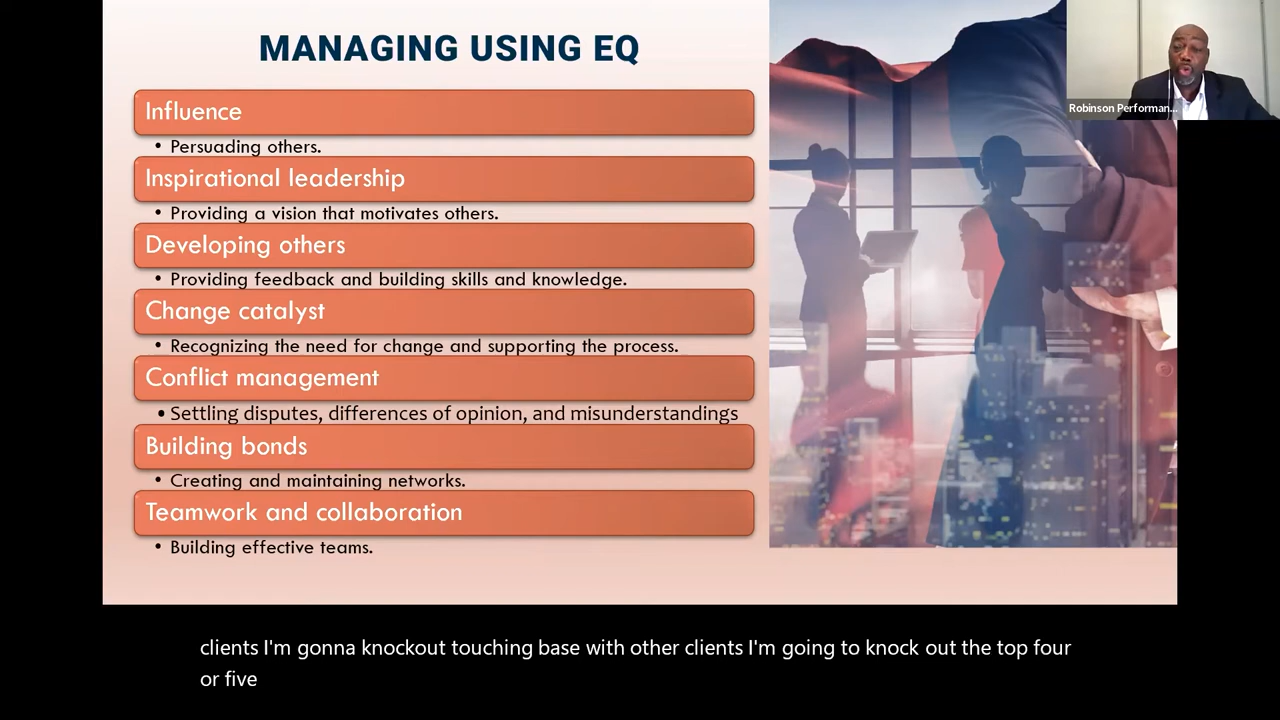 MANAGING USING EQ
Influence
• Persuading others.
Inspirational leadership
• Providing a vision that motivates others.
Developing others
• Providing feedback and building skills and knowledge.
Change catalyst
• Recognizing the need for change and supporting the process.
Conflict management
• Settling disputes, differences of opinion, and misunderstandings
Building bonds
• Creating and maintaining networks.
Teamwork and collaboration
• Building effective teams.
Robinson Performan...
clients I'm gonna knockout touching base with other clients I'm going to knock out the top four
or five